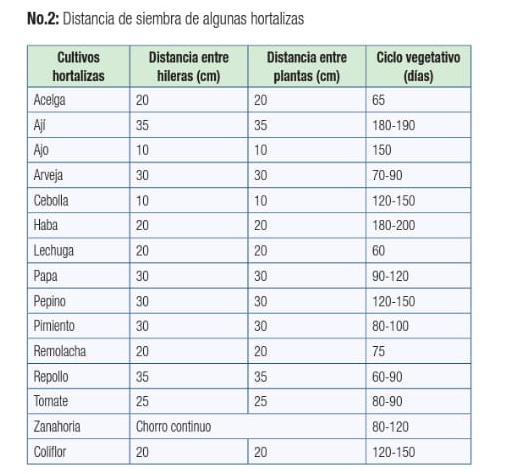 No.2: Distancia de siembra de algunas hortalizas
Cultivos hortalizas | Distancia entre hileras (cm) | Distancia entre plantas (cm) | Ciclo vegetativo (días)
Acelga | 20 | 20 | 65
Ají | 35 | 35 | 180-190
Ajo | 10 | 10 | 150
Arveja | 30 | 30 | 70-90
Cebolla | 10 | 10 | 120-150
Haba | 20 | 20 | 180-200
Lechuga | 20 | 20 | 60
Papa | 30 | 30 | 90-120
Pepino | 30 | 30 | 120-150
Pimiento | 30 | 30 | 80-100
Remolacha | 20 | 20 | 75
Repollo | 35 | 35 | 60-90
Tomate | 25 | 25 | 80-90
Zanahoria | Chorro continuo | 80-120
Coliflor | 20 | 20 | 120-150